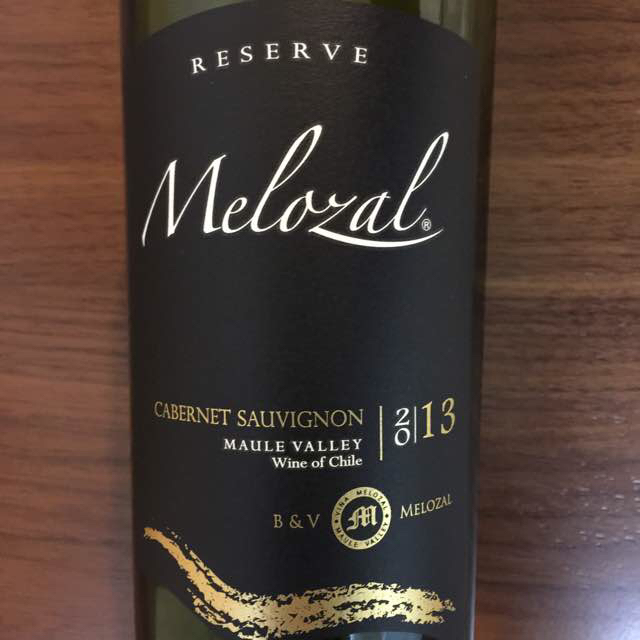 RESERVE
Melozal®
CABERNET SAUVIGNON
MAULE VALLEY
Wine of Chile
2013
B & V
VIÑA MELOZAL
M
MAULE VALLEY
MELOZAL